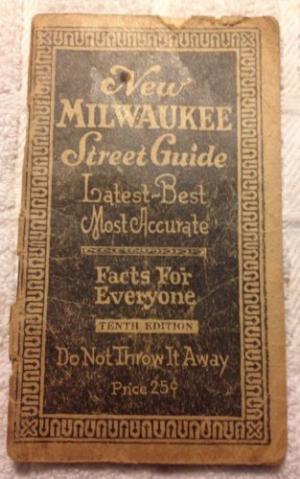 New
MILWAUKEE
Street Guide
Latest-Best
Most Accurate
Facts For
Everyone
TENTH EDITION
Do Not Throw It Away
Price 25¢